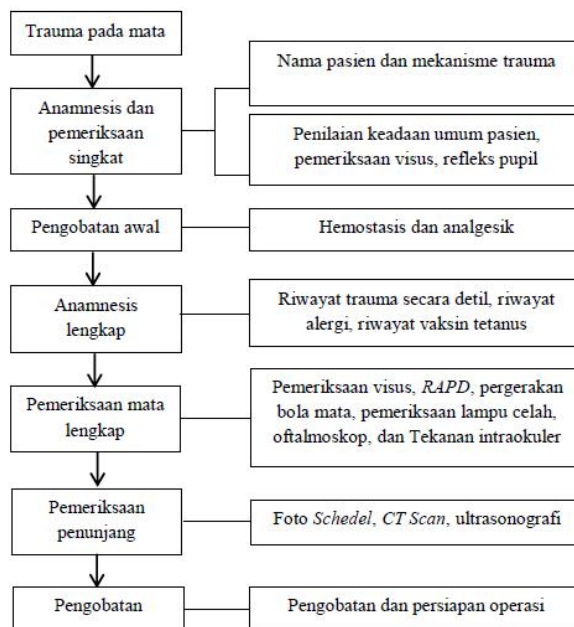 Trauma pada mata
Nama pasien dan mekanisme trauma
Anamnesis dan
pemeriksaan
singkat
Penilaian keadaan umum pasien,
pemeriksaan visus, refleks pupil
Pengobatan awal
Hemostasis dan analgesik
Anamnesis
lengkap
Riwayat trauma secara detil, riwayat
alergi, riwayat vaksin tetanus
Pemeriksaan mata
lengkap
Pemeriksaan visus, RAPD, pergerakan
bola mata, pemeriksaan lampu celah,
oftalmoskop, dan Tekanan intraokuler
Pemeriksaan
penunjang
Foto Schedel, CT Scan, ultrasonografi
Pengobatan
Pengobatan dan persiapan operasi